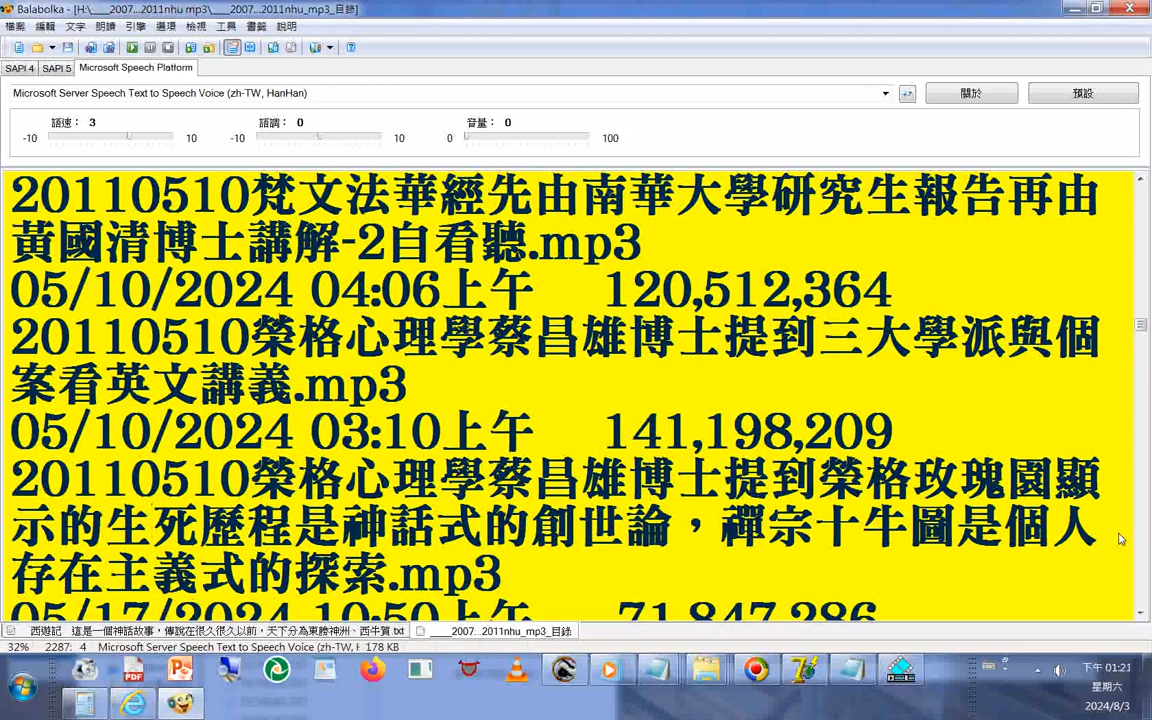 Balabolka - [H:\____2007...2011nhu mp3\____2007...2011nhu_mp3_目錄]
檔案 編輯 文字 朗讀 引擎 選項 檢視 工具 書籤 說明
SAPI 4 SAPI 5 Microsoft Speech Platform
Microsoft Server Speech Text to Speech Voice (zh-TW, HanHan) 關於 預設
語速： 3 語調： 0 音量： 0
-10 10 -10 10 0 100
20110510梵文法華經先由南華大學研究生報告再由
黃國清博士講解-2自看聽.mp3
05/10/2024 04:06上午 120,512,364
20110510榮格心理學蔡昌雄博士提到三大學派與個
案看英文講義.mp3
05/10/2024 03:10上午 141,198,209
20110510榮格心理學蔡昌雄博士提到榮格玫瑰園顯
示的生死歷程是神話式的創世論，禪宗十牛圖是個人
存在主義式的探索.mp3
05/17/2024 10:50上午 71,847,286
西遊記 這是一個神話故事，傳說在很久很久以前，天下分為東勝神洲、西牛賀.txt ____2007...2011nhu_mp3_目錄
32% 2287: 4 Microsoft Server Speech Text to Speech Voice (zh-TW, H 178 KB
下午 01:21
星期六
2024/8/3